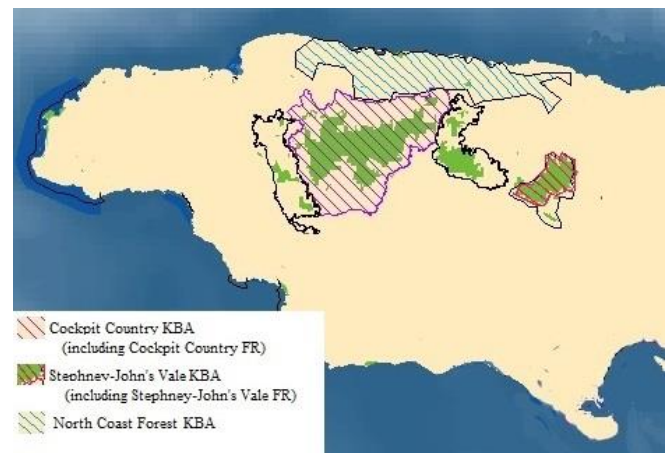 Cockpit Country KBA
(including Cockpit Country FR)
Stephney-John's Vale KBA
(including Stephney-John's Vale FR)
North Coast Forest KBA